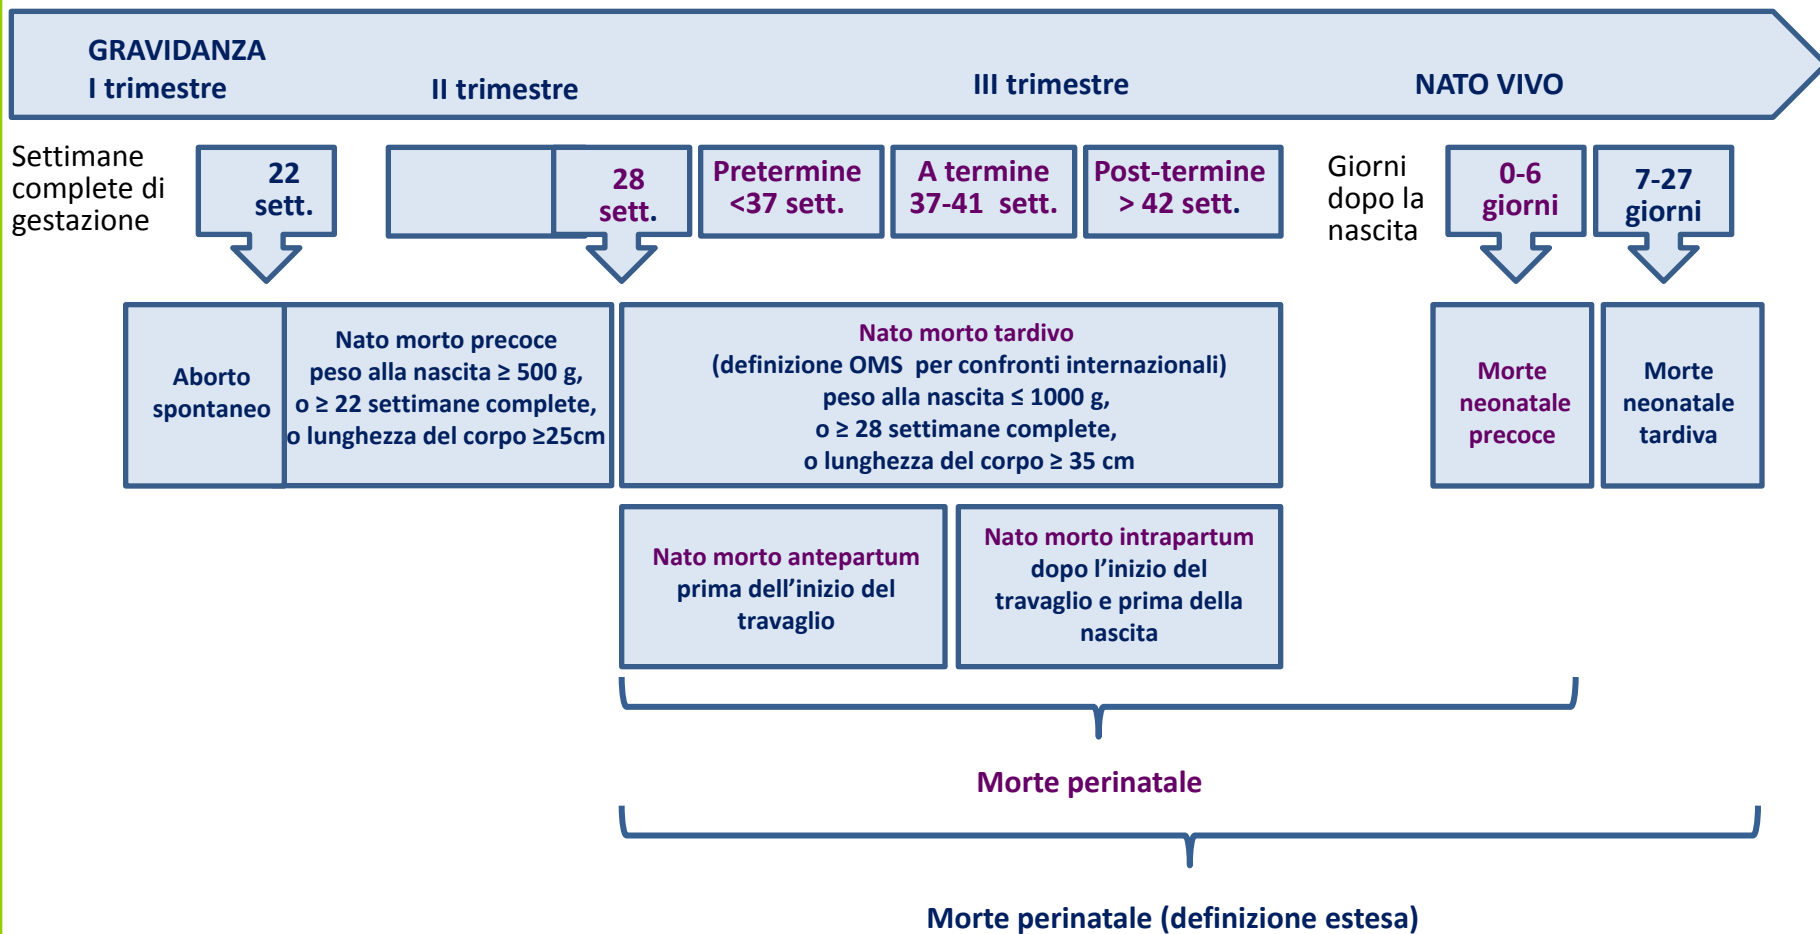 GRAVIDANZA
I trimestre
II trimestre
III trimestre
NATO VIVO
Settimane
complete di
gestazione
22
sett.
28
sett.
Pretermine
<37 sett.
A termine
37-41 sett.
Post-termine
> 42 sett.
Giorni
dopo la
nascita
0-6
giorni
7-27
giorni
Aborto
spontaneo
Nato morto precoce
peso alla nascita ≥ 500 g,
o ≥ 22 settimane complete,
o lunghezza del corpo ≥25cm
Nato morto tardivo
(definizione OMS per confronti internazionali)
peso alla nascita ≤ 1000 g,
o ≥ 28 settimane complete,
o lunghezza del corpo ≥ 35 cm
Morte
neonatale
precoce
Morte
neonatale
tardiva
Nato morto antepartum
prima dell’inizio del
travaglio
Nato morto intrapartum
dopo l’inizio del
travaglio e prima della
nascita
Morte perinatale
Morte perinatale (definizione estesa)